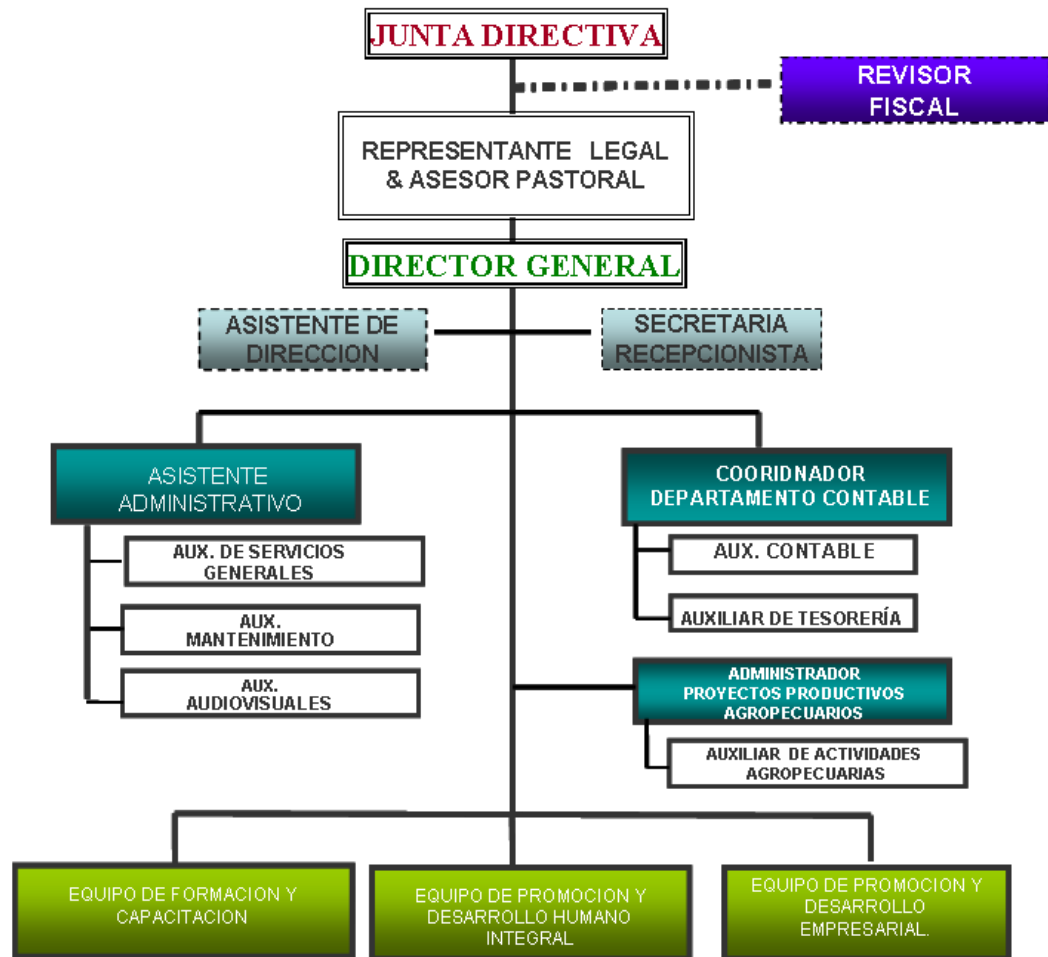 JUNTA DIRECTIVA
REVISOR
FISCAL
REPRESENTANTE LEGAL
& ASESOR PASTORAL
DIRECTOR GENERAL
ASISTENTE DE
DIRECCION
SECRETARIA
RECEPCIONISTA
ASISTENTE
ADMINISTRATIVO
COORIDNADOR
DEPARTAMENTO CONTABLE
AUX. DE SERVICIOS
GENERALES
AUX. CONTABLE
AUX.
MANTENIMIENTO
AUXILIAR DE TESORERÍA
AUX.
AUDIOVISUALES
ADMINISTRADOR
PROYECTOS PRODUCTIVOS
AGROPECUARIOS
AUXILIAR DE ACTIVIDADES
AGROPECUARIAS
EQUIPO DE FORMACION Y
CAPACITACION
EQUIPO DE PROMOCION Y
DESARROLLO HUMANO
INTEGRAL
EQUIPO DE PROMOCION Y
DESARROLLO
EMPRESARIAL.